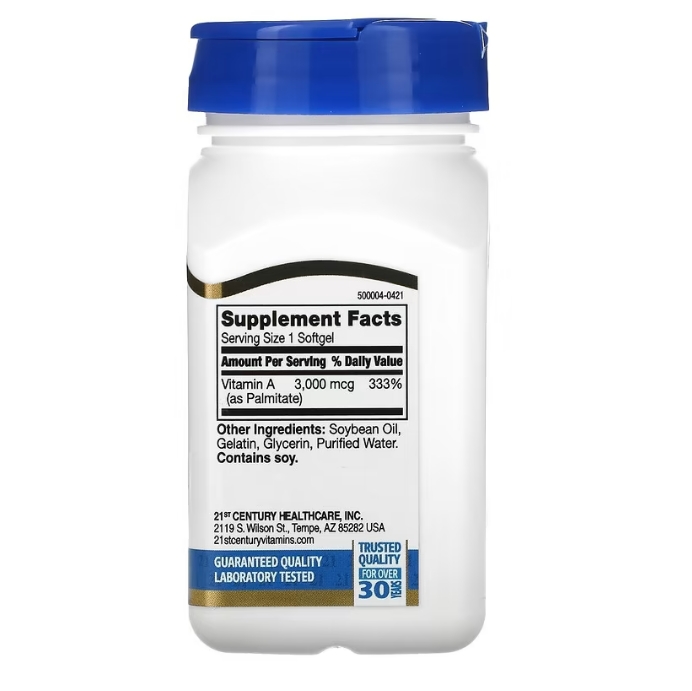 500004-0421
Supplement Facts
Serving Size 1 Softgel
Amount Per Serving % Daily Value
Vitamin A 3,000 mcg 333%
(as Palmitate)
Other Ingredients: Soybean Oil,
Gelatin, Glycerin, Purified Water.
Contains soy.
21ST CENTURY HEALTHCARE, INC.
2119 S. Wilson St., Tempe, AZ 85282 USA
21stcenturyvitamins.com
GUARANTEED QUALITY
LABORATORY TESTED
TRUSTED
QUALITY
FOR OVER
30 YEARS